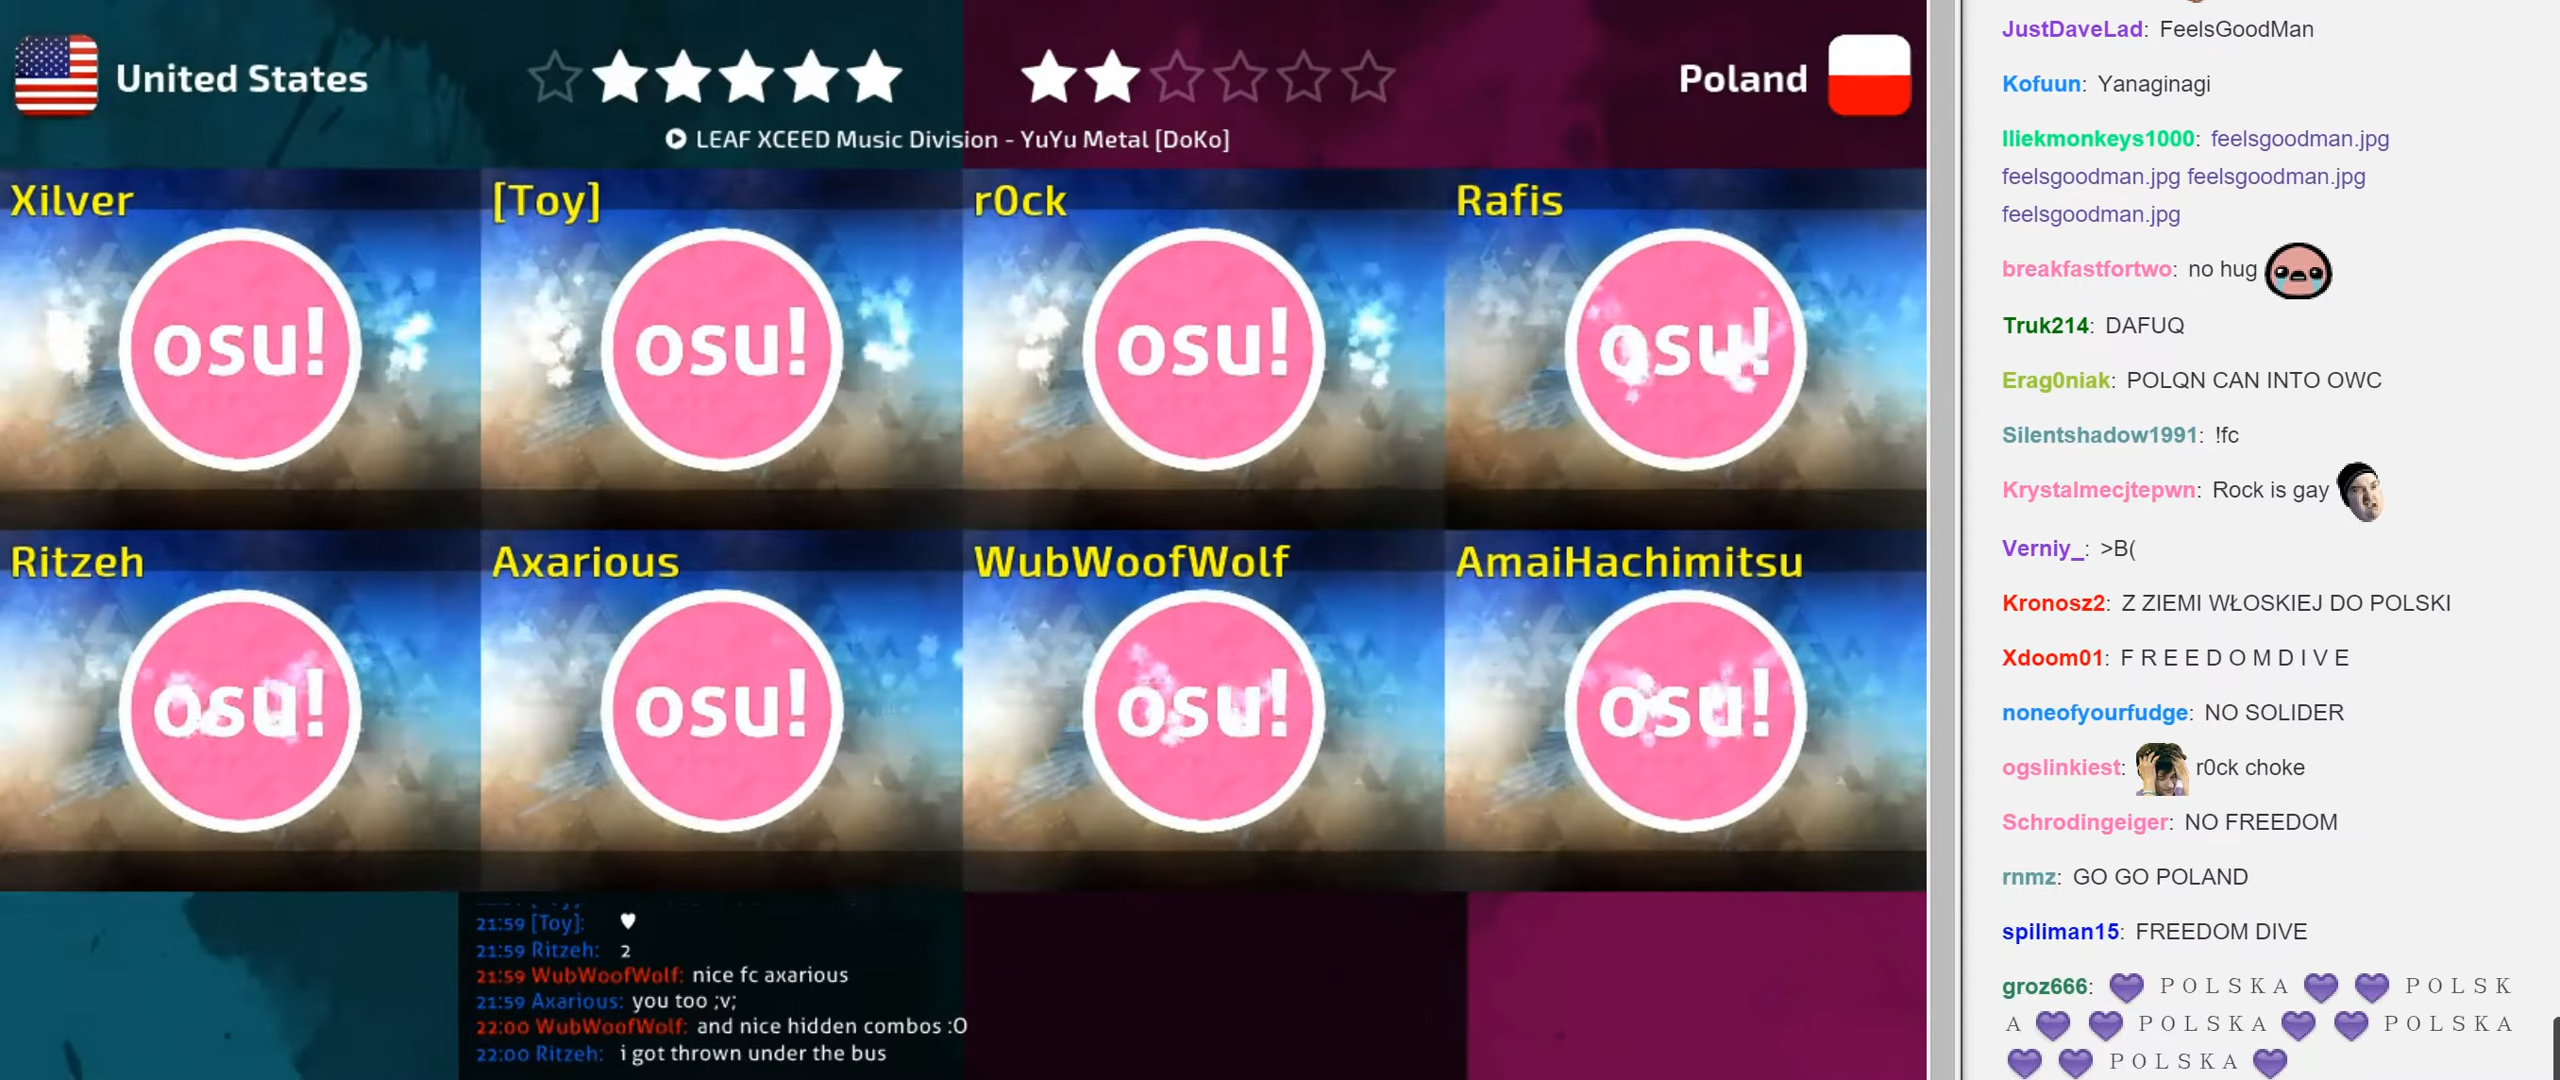 United States
Poland
LEAF XCEED Music Division - YuYu Metal [DoKo]
Xilver
[Toy]
r0ck
Rafis
osu!
osu!
osu!
osu!
Ritzeh
Axarious
WubWoofWolf
AmaiHachimitsu
osu!
osu!
osu!
osu!
21:59 [Toy]: ♥
21:59 Ritzeh: 2
21:59 WubWoofWolf: nice fc axarious
21:59 Axarious: you too ;v;
22:00 WubWoofWolf: and nice hidden combos :O
22:00 Ritzeh: i got thrown under the bus
JustDaveLad: FeelsGoodMan
Kofuun: Yanaginagi
Iliekmonkeys1000: feelsgoodman.jpg
feelsgoodman.jpg feelsgoodman.jpg
feelsgoodman.jpg
breakfastfortwo: no hug
Truk214: DAFUQ
Erag0niak: POLQN CAN INTO OWC
Silentshadow1991: !fc
Krystalmecjtepwn: Rock is gay
Verniy_: >B(
Kronosz2: Z ZIEMI WŁOSKIEJ DO POLSKI
Xdoom01: F R E E D O M D I V E
noneofyourfudge: NO SOLIDER
ogslinkiest: r0ck choke
Schrodingeiger: NO FREEDOM
rnmz: GO GO POLAND
spiliman15: FREEDOM DIVE
groz666: 💜 P O L S K A 💜 💜 P O L S K
A 💜 💜 P O L S K A 💜 💜 P O L S K A
💜 💜 P O L S K A 💜